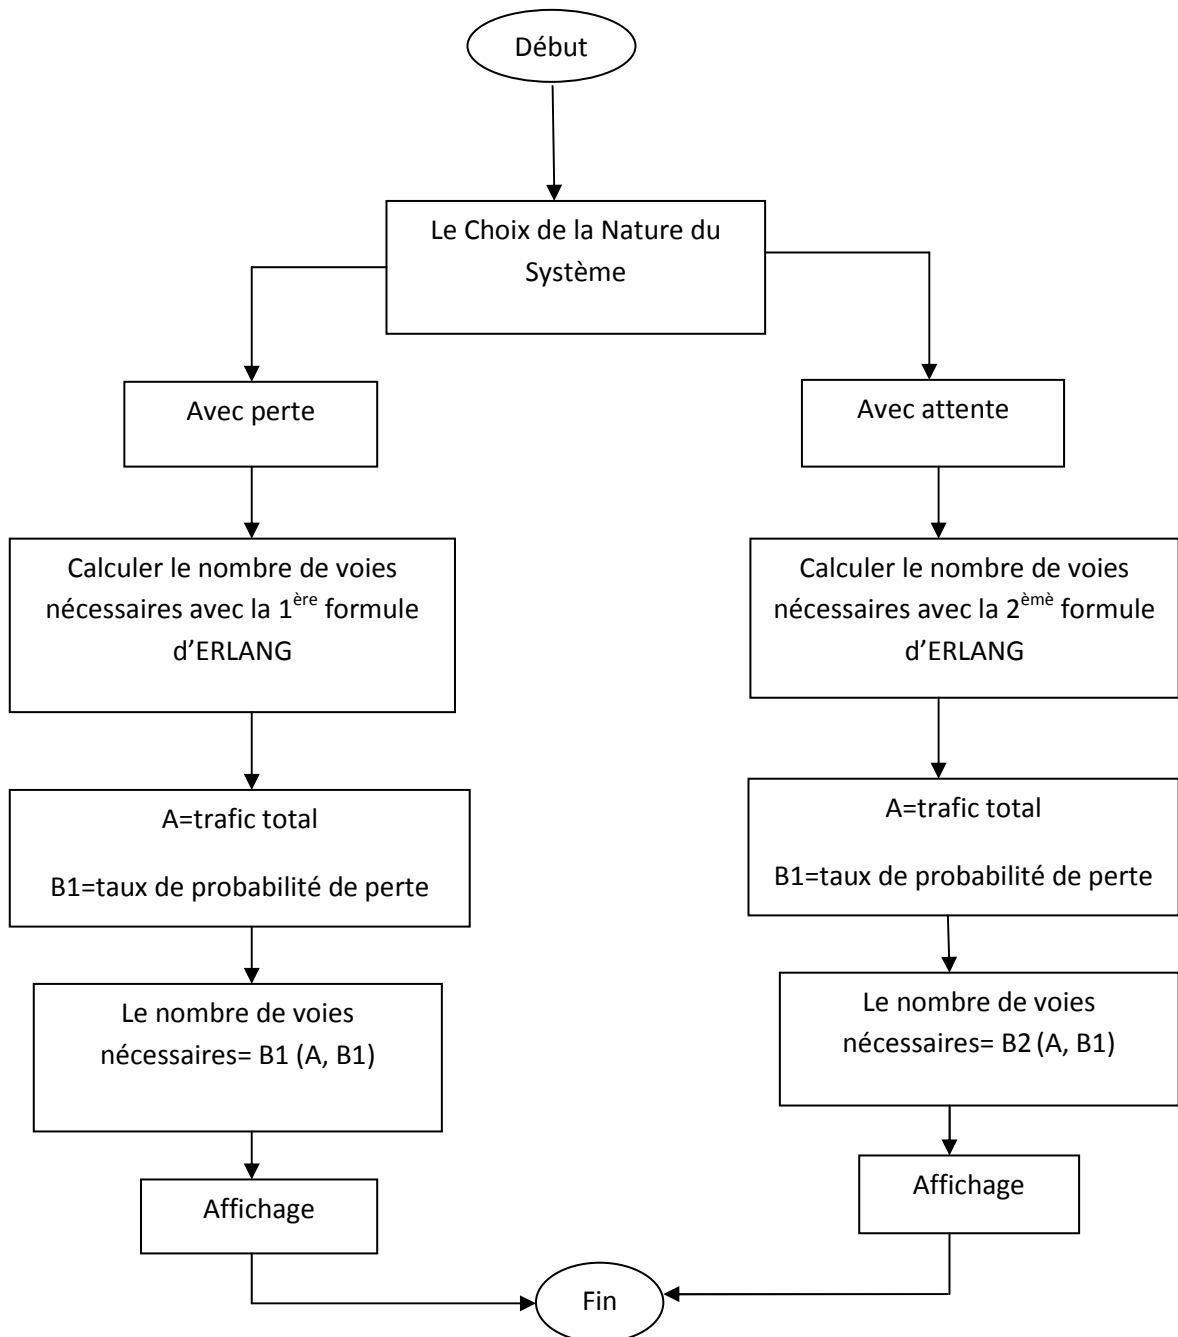 Début
Le Choix de la Nature du
Système
Avec perte
Avec attente
Calculer le nombre de voies
nécessaires avec la 1ère formule
d’ERLANG
Calculer le nombre de voies
nécessaires avec la 2èmè formule
d’ERLANG
A=trafic total
B1=taux de probabilité de perte
A=trafic total
B1=taux de probabilité de perte
Le nombre de voies
nécessaires= B1 (A, B1)
Le nombre de voies
nécessaires= B2 (A, B1)
Affichage
Affichage
Fin